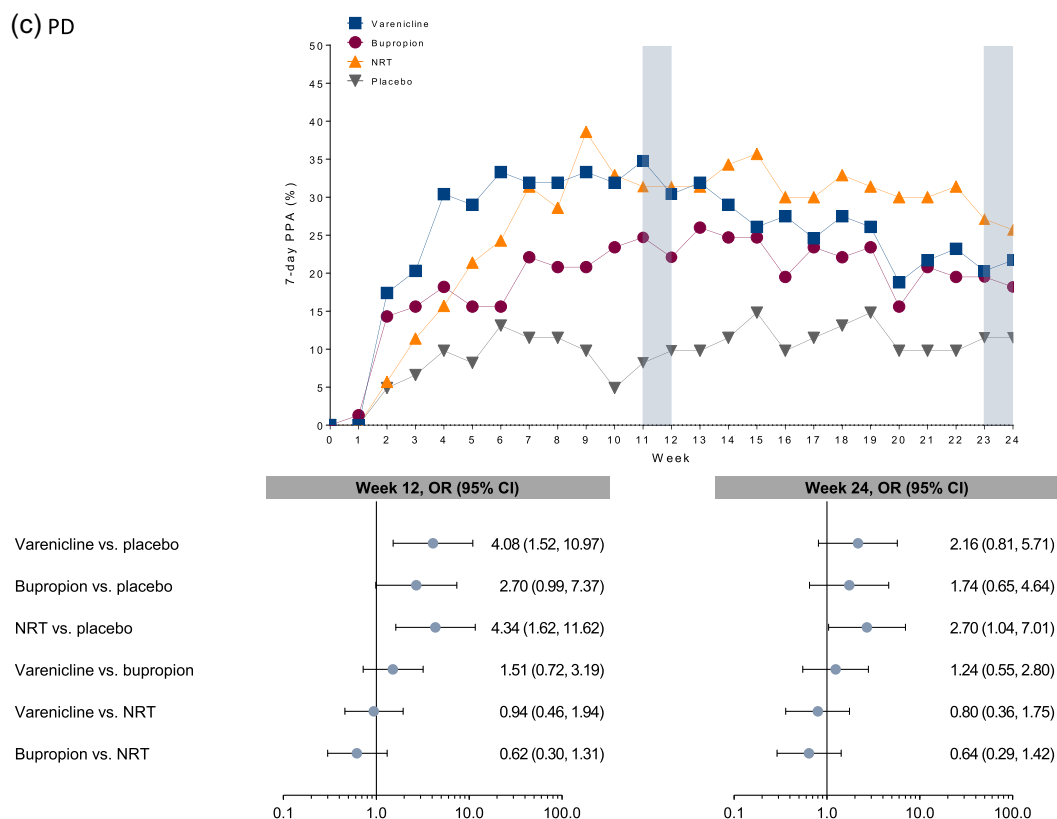 (c) PD
Varenicline
Bupropion
NRT
Placebo
7-day PPA (%)
50
45
40
35
30
25
20
15
10
5
0
0 1 2 3 4 5 6 7 8 9 10 11 12 13 14 15 16 17 18 19 20 21 22 23 24
Week
Week 12, OR (95% CI) Week 24, OR (95% CI)
Varenicline vs. placebo 4.08 (1.52, 10.97) 2.16 (0.81, 5.71)
Bupropion vs. placebo 2.70 (0.99, 7.37) 1.74 (0.65, 4.64)
NRT vs. placebo 4.34 (1.62, 11.62) 2.70 (1.04, 7.01)
Varenicline vs. bupropion 1.51 (0.72, 3.19) 1.24 (0.55, 2.80)
Varenicline vs. NRT 0.94 (0.46, 1.94) 0.80 (0.36, 1.75)
Bupropion vs. NRT 0.62 (0.30, 1.31) 0.64 (0.29, 1.42)
0.1 1.0 10.0 100.0 0.1 1.0 10.0 100.0